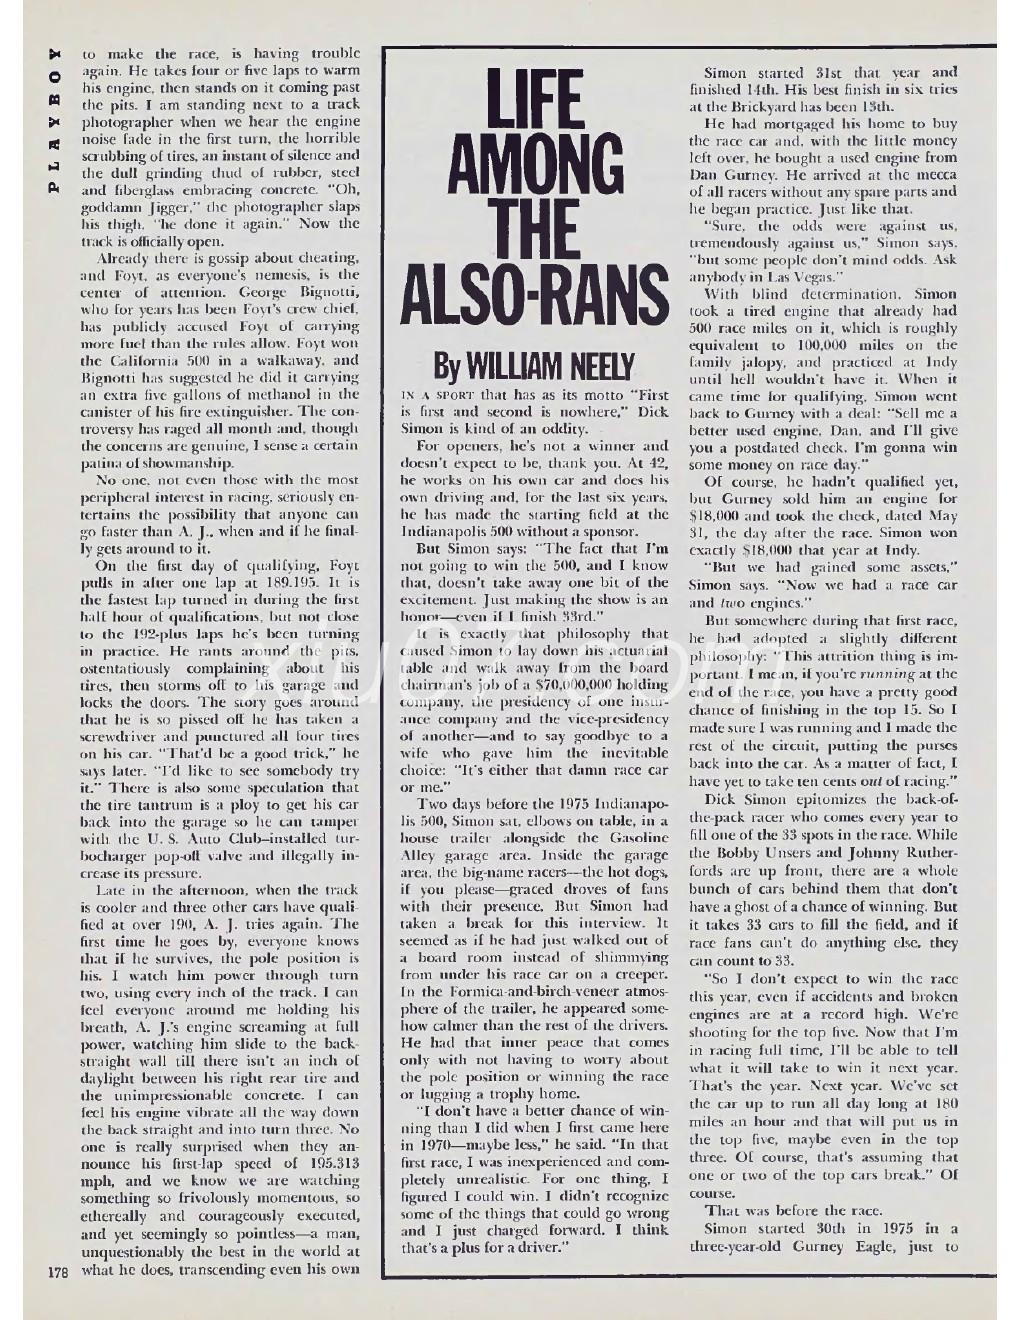 PLAYBOY
to make the race, is having trouble
again. He takes four or five laps to warm
his engine, then stands on it coming past
the pits. I am standing next to a track
photographer when we hear the engine
noise fade in the first turn, the horrible
scrubbing of tires, an instant of silence and
the dull grinding thud of rubber, steel
and fiberglass embracing concrete. "Oh,
goddamn Jigger," the photographer slaps
his thigh, "he done it again." Now the
track is officially open.
Already there is gossip about cheating,
and Foyt, as everyone's nemesis, is the
center of attention. George Bignotti,
who for years has been Foyt's crew chief,
has publicly accused Foyt of carrying
more fuel than the rules allow. Foyt won
the California 500 in a walkaway, and
Bignotti has suggested he did it carrying
an extra five gallons of methanol in the
canister of his fire extinguisher. The con-
troversy has raged all month and, though
the concerns are genuine, I sense a certain
patina of showmanship.
No one, not even those with the most
peripheral interest in racing, seriously en-
tertains the possibility that anyone can
go faster than A. J., when and if he final-
ly gets around to it.
On the first day of qualifying, Foyt
pulls in after one lap at 189.195. It is
the fastest lap turned in during the first
half hour of qualifications, but not close
to the 192-plus laps he's been turning
in practice. He rants around the pits,
ostentatiously complaining about his
tires, then storms off to his garage and
locks the doors. The story goes around
that he is so pissed off he has taken a
screwdriver and punctured all four tires
on his car. "That'd be a good trick," he
says later. "I'd like to see somebody try
it." There is also some speculation that
the tire tantrum is a ploy to get his car
back into the garage so he can tamper
with the U. S. Auto Club–installed tur-
bocharger pop-off valve and illegally in-
crease its pressure.
Late in the afternoon, when the track
is cooler and three other cars have quali-
fied at over 190, A. J. tries again. The
first time he goes by, everyone knows
that if he survives, the pole position is
his. I watch him power through turn
two, using every inch of the track. I can
feel everyone around me holding his
breath, A. J.'s engine screaming at full
power, watching him slide to the back-
straight wall till there isn't an inch of
daylight between his right rear tire and
the unimpressionable concrete. I can
feel his engine vibrate all the way down
the back straight and into turn three. No
one is really surprised when they an-
nounce his first-lap speed of 195.313
mph, and we know we are watching
something so frivolously momentous, so
ethereally and courageously executed,
and yet seemingly so pointless—a man,
unquestionably the best in the world at
what he does, transcending even his own
178
LIFE
AMONG
THE
ALSO-RANS
By WILLIAM NEELY
IN A SPORT that has as its motto "First
is first and second is nowhere," Dick
Simon is kind of an oddity.
For openers, he's not a winner and
doesn't expect to be, thank you. At 42,
he works on his own car and does his
own driving and, for the last six years,
he has made the starting field at the
Indianapolis 500 without a sponsor.
But Simon says: "The fact that I'm
not going to win the 500, and I know
that, doesn't take away one bit of the
excitement. Just making the show is an
honor—even if I finish 33rd."
It is exactly that philosophy that
caused Simon to lay down his actuarial
table and walk away from the board
chairman's job of a $70,000,000 holding
company, the presidency of one insur-
ance company and the vice-presidency
of another—and to say goodbye to a
wife who gave him the inevitable
choice: "It's either that damn race car
or me."
Two days before the 1975 Indianapo-
lis 500, Simon sat, elbows on table, in a
house trailer alongside the Gasoline
Alley garage area. Inside the garage
area, the big-name racers—the hot dogs,
if you please—graced droves of fans
with their presence. But Simon had
taken a break for this interview. It
seemed as if he had just walked out of
a board room instead of shimmying
from under his race car on a creeper.
In the Formica-and-birch-veneer atmos-
phere of the trailer, he appeared some-
how calmer than the rest of the drivers.
He had that inner peace that comes
only with not having to worry about
the pole position or winning the race
or lugging a trophy home.
"I don't have a better chance of win-
ning than I did when I first came here
in 1970—maybe less," he said. "In that
first race, I was inexperienced and com-
pletely unrealistic. For one thing, I
figured I could win. I didn't recognize
some of the things that could go wrong
and I just charged forward. I think
that's a plus for a driver."
Simon started 31st that year and
finished 14th. His best finish in six tries
at the Brickyard has been 13th.
He had mortgaged his home to buy
the race car and, with the little money
left over, he bought a used engine from
Dan Gurney. He arrived at the mecca
of all racers without any spare parts and
he began practice. Just like that.
"Sure, the odds were against us,
tremendously against us," Simon says,
"but some people don't mind odds. Ask
anybody in Las Vegas."
With blind determination, Simon
took a tired engine that already had
500 race miles on it, which is roughly
equivalent to 100,000 miles on the
family jalopy, and practiced at Indy
until hell wouldn't have it. When it
came time for qualifying, Simon went
back to Gurney with a deal: "Sell me a
better used engine, Dan, and I'll give
you a postdated check. I'm gonna win
some money on race day."
Of course, he hadn't qualified yet,
but Gurney sold him an engine for
$18,000 and took the check, dated May
31, the day after the race. Simon won
exactly $18,000 that year at Indy.
"But we had gained some assets,"
Simon says. "Now we had a race car
and two engines."
But somewhere during that first race,
he had adopted a slightly different
philosophy: "This attrition thing is im-
portant. I mean, if you're running at the
end of the race, you have a pretty good
chance of finishing in the top 15. So I
made sure I was running and I made the
rest of the circuit, putting the purses
back into the car. As a matter of fact, I
have yet to take ten cents out of racing."
Dick Simon epitomizes the back-of-
the-pack racer who comes every year to
fill one of the 33 spots in the race. While
the Bobby Unsers and Johnny Ruther-
fords are up front, there are a whole
bunch of cars behind them that don't
have a ghost of a chance of winning. But
it takes 33 cars to fill the field, and if
race fans can't do anything else, they
can count to 33.
"So I don't expect to win the race
this year, even if accidents and broken
engines are at a record high. We're
shooting for the top five. Now that I'm
in racing full time, I'll be able to tell
what it will take to win it next year.
That's the year. Next year. We've set
the car up to run all day long at 180
miles an hour and that will put us in
the top five, maybe even in the top
three. Of course, that's assuming that
one or two of the top cars break." Of
course.
That was before the race.
Simon started 30th in 1975 in a
three-year-old Gurney Eagle, just to